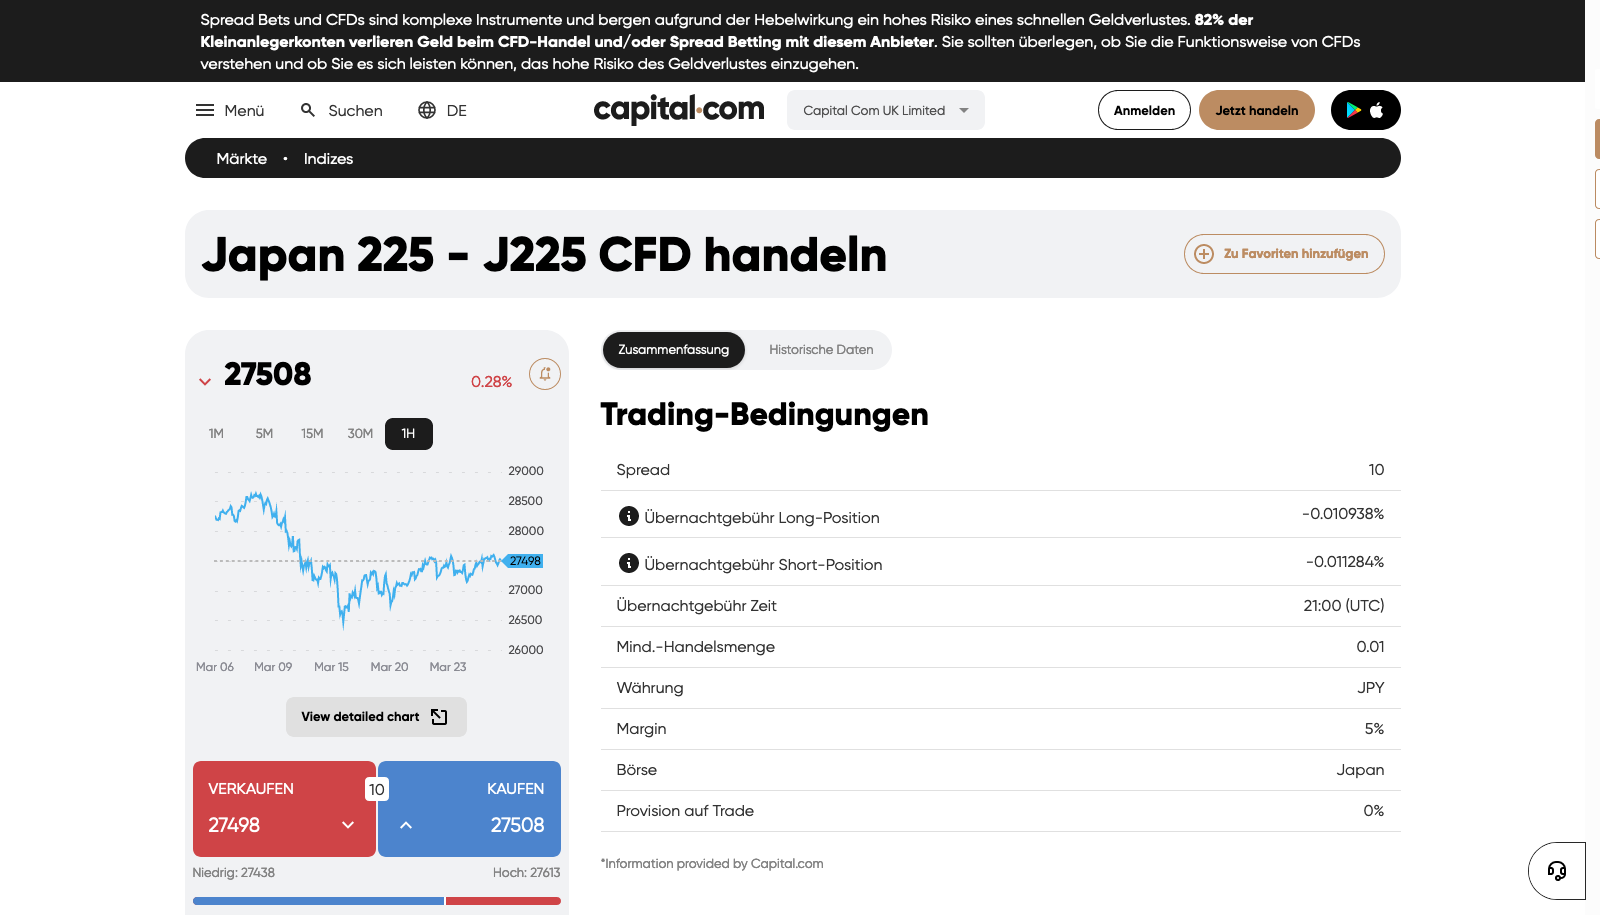 Spread Bets und CFDs sind komplexe Instrumente und bergen aufgrund der Hebelwirkung ein hohes Risiko eines schnellen Geldverlustes. 82% der
Kleinanlegerkonten verlieren Geld beim CFD-Handel und/oder Spread Betting mit diesem Anbieter. Sie sollten überlegen, ob Sie die Funktionsweise von CFDs
verstehen und ob Sie es sich leisten können, das hohe Risiko des Geldverlustes einzugehen.
Menü Suchen DE capital.com Capital Com UK Limited Anmelden Jetzt handeln
Märkte • Indizes
Japan 225 - J225 CFD handeln
Zu Favoriten hinzufügen
27508 0.28%
1M 5M 15M 30M 1H
29000
28500
28000
27498
27000
26500
26000
Mar 06 Mar 09 Mar 15 Mar 20 Mar 23
View detailed chart
VERKAUFEN 10 KAUFEN
27498 27508
Niedrig: 27438 Hoch: 27613
Zusammenfassung Historische Daten
Trading-Bedingungen
Spread 10
Übernachtgebühr Long-Position -0.010938%
Übernachtgebühr Short-Position -0.011284%
Übernachtgebühr Zeit 21:00 (UTC)
Mind.-Handelsmenge 0.01
Währung JPY
Margin 5%
Börse Japan
Provision auf Trade 0%
*Information provided by Capital.com